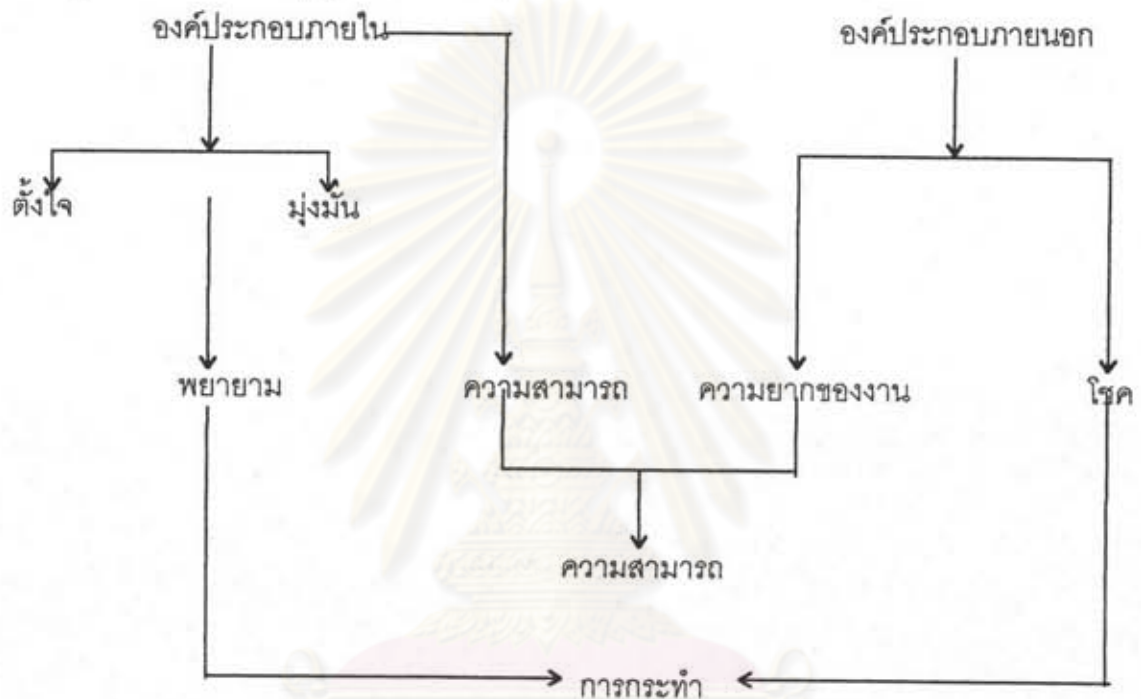 องค์ประกอบภายใน องค์ประกอบภายนอก
ตั้งใจ มุ่งมั่น
พยายาม ความสามารถ ความยากของงาน โชค
ความสามารถ
การกระทำ